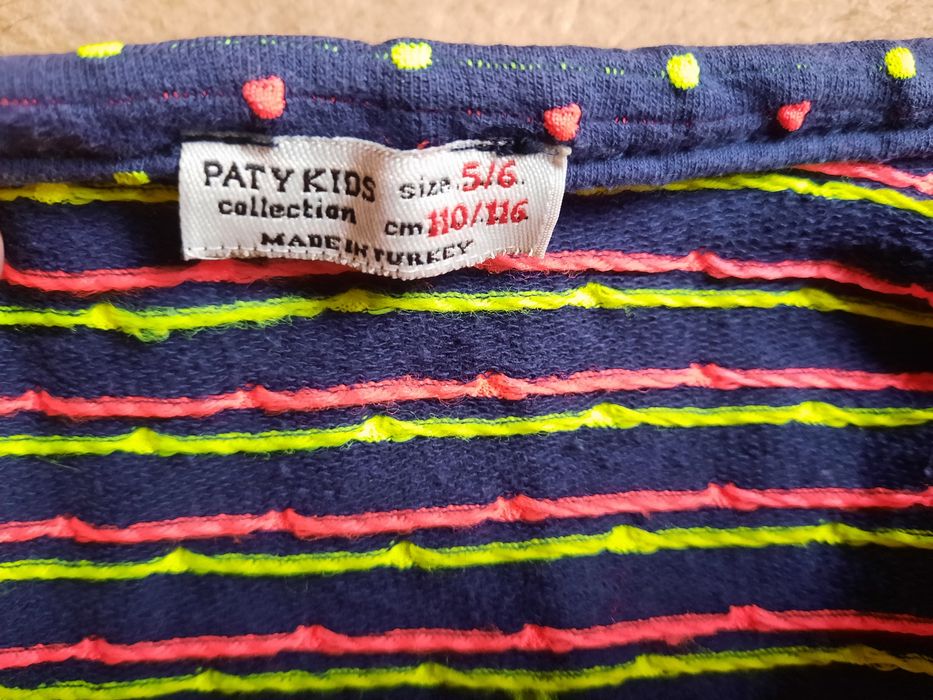 PATY KIDS size 5/6
collection cm 110/116
MADE IN TURKEY